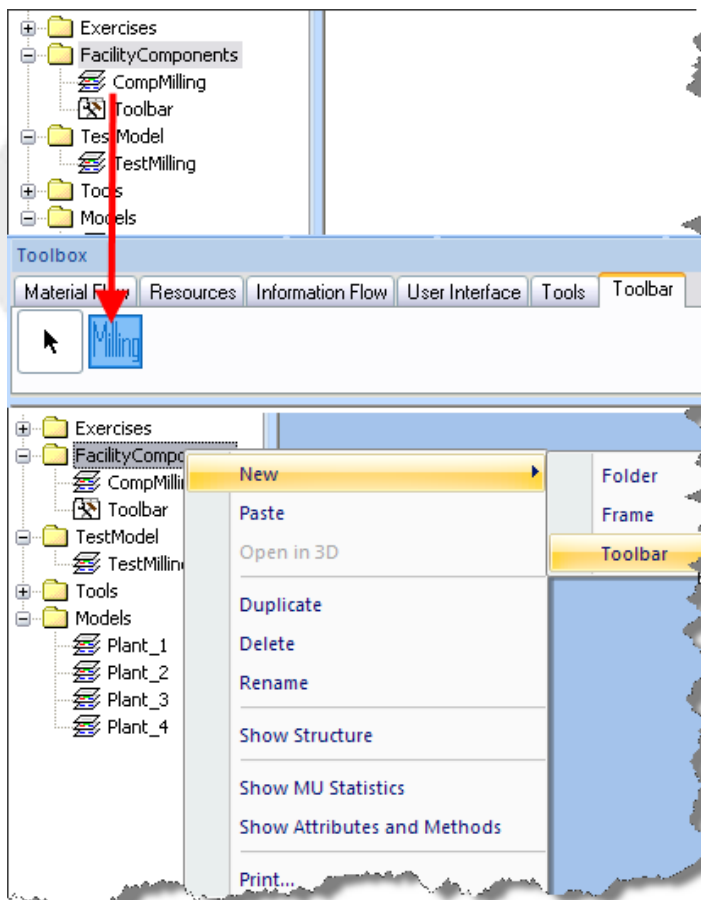 Exercises
FacilityComponents
CompMilling
Toolbar
TestModel
TestMilling
Tools
Models
Toolbox
Material Flow Resources Information Flow User Interface Tools Toolbar
Milling
Exercises
FacilityCompo
CompMilli
Toolbar
TestModel
TestMillin
Tools
Models
Plant_1
Plant_2
Plant_3
Plant_4
New
Paste
Open in 3D
Duplicate
Delete
Rename
Show Structure
Show MU Statistics
Show Attributes and Methods
Print...
Folder
Frame
Toolbar